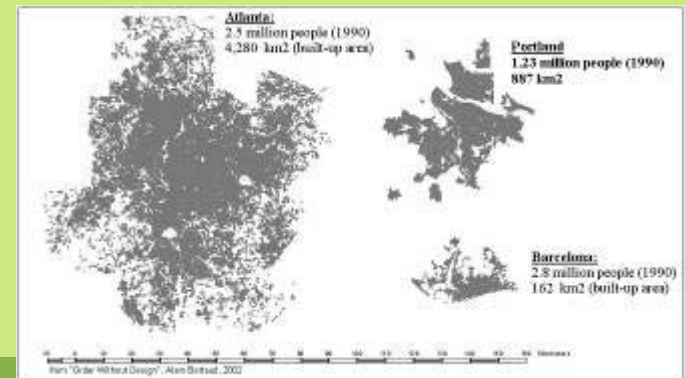 Atlanta:
2.5 million people (1990)
4,280 km2 (built-up area)
Portland
1.23 million people (1990)
887 km2
Barcelona:
2.8 million people (1990)
162 km2 (built-up area)
from "Order Without Design", Alain Bertaud, 2002